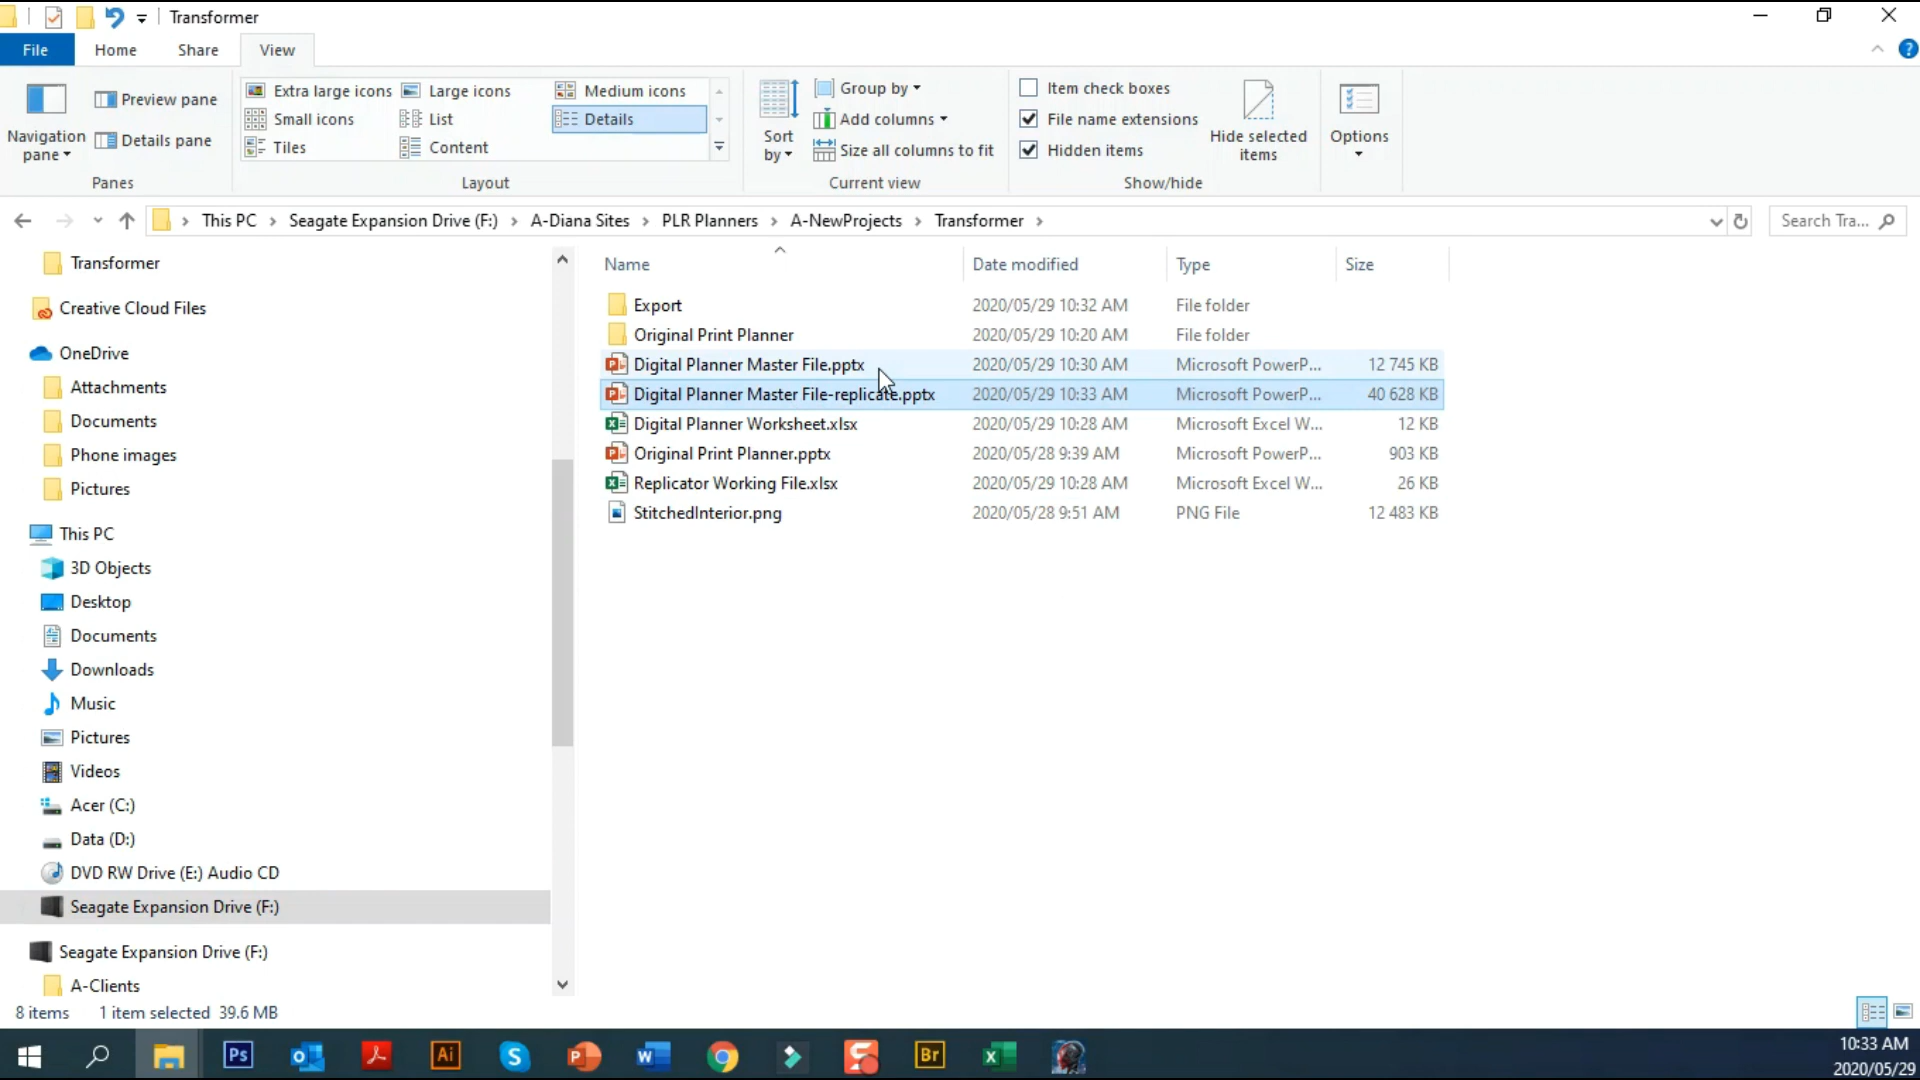 Transformer
File
Home
Share
View
Navigation pane
Preview pane
Details pane
Panes
Extra large icons
Large icons
Medium icons
Small icons
List
Details
Tiles
Content
Layout
Sort by
Group by
Add columns
Size all columns to fit
Current view
Item check boxes
File name extensions
Hidden items
Hide selected items
Show/hide
Options
This PC > Seagate Expansion Drive (F:) > A-Diana Sites > PLR Planners > A-NewProjects > Transformer >
Search Tra...
Transformer
Creative Cloud Files
OneDrive
Attachments
Documents
Phone images
Pictures
This PC
3D Objects
Desktop
Documents
Downloads
Music
Pictures
Videos
Acer (C:)
Data (D:)
DVD RW Drive (E:) Audio CD
Seagate Expansion Drive (F:)
Seagate Expansion Drive (F:)
A-Clients
Name Date modified Type Size
Export 2020/05/29 10:32 AM File folder
Original Print Planner 2020/05/29 10:20 AM File folder
Digital Planner Master File.pptx 2020/05/29 10:30 AM Microsoft PowerP... 12 745 KB
Digital Planner Master File-replicate.pptx 2020/05/29 10:33 AM Microsoft PowerP... 40 628 KB
Digital Planner Worksheet.xlsx 2020/05/29 10:28 AM Microsoft Excel W... 12 KB
Original Print Planner.pptx 2020/05/28 9:39 AM Microsoft PowerP... 903 KB
Replicator Working File.xlsx 2020/05/29 10:28 AM Microsoft Excel W... 26 KB
StitchedInterior.png 2020/05/28 9:51 AM PNG File 12 483 KB
8 items 1 item selected 39.6 MB
Ps
Ai
Br
10:33 AM
2020/05/29